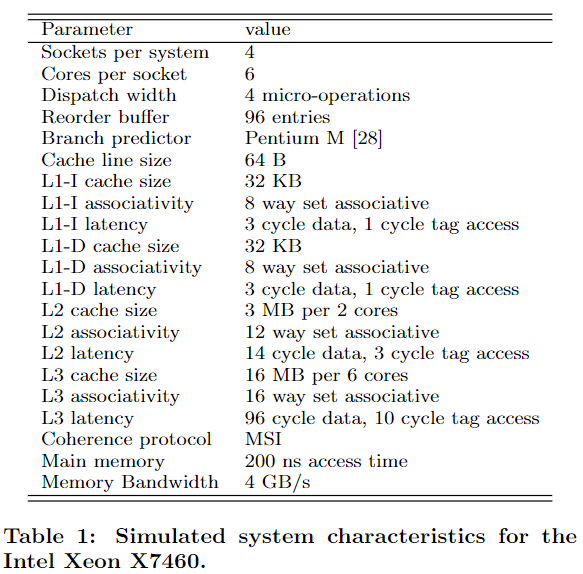 Parameter value
Sockets per system 4
Cores per socket 6
Dispatch width 4 micro-operations
Reorder buffer 96 entries
Branch predictor Pentium M [28]
Cache line size 64 B
L1-I cache size 32 KB
L1-I associativity 8 way set associative
L1-I latency 3 cycle data, 1 cycle tag access
L1-D cache size 32 KB
L1-D associativity 8 way set associative
L1-D latency 3 cycle data, 1 cycle tag access
L2 cache size 3 MB per 2 cores
L2 associativity 12 way set associative
L2 latency 14 cycle data, 3 cycle tag access
L3 cache size 16 MB per 6 cores
L3 associativity 16 way set associative
L3 latency 96 cycle data, 10 cycle tag access
Coherence protocol MSI
Main memory 200 ns access time
Memory Bandwidth 4 GB/s
Table 1: Simulated system characteristics for the
Intel Xeon X7460.